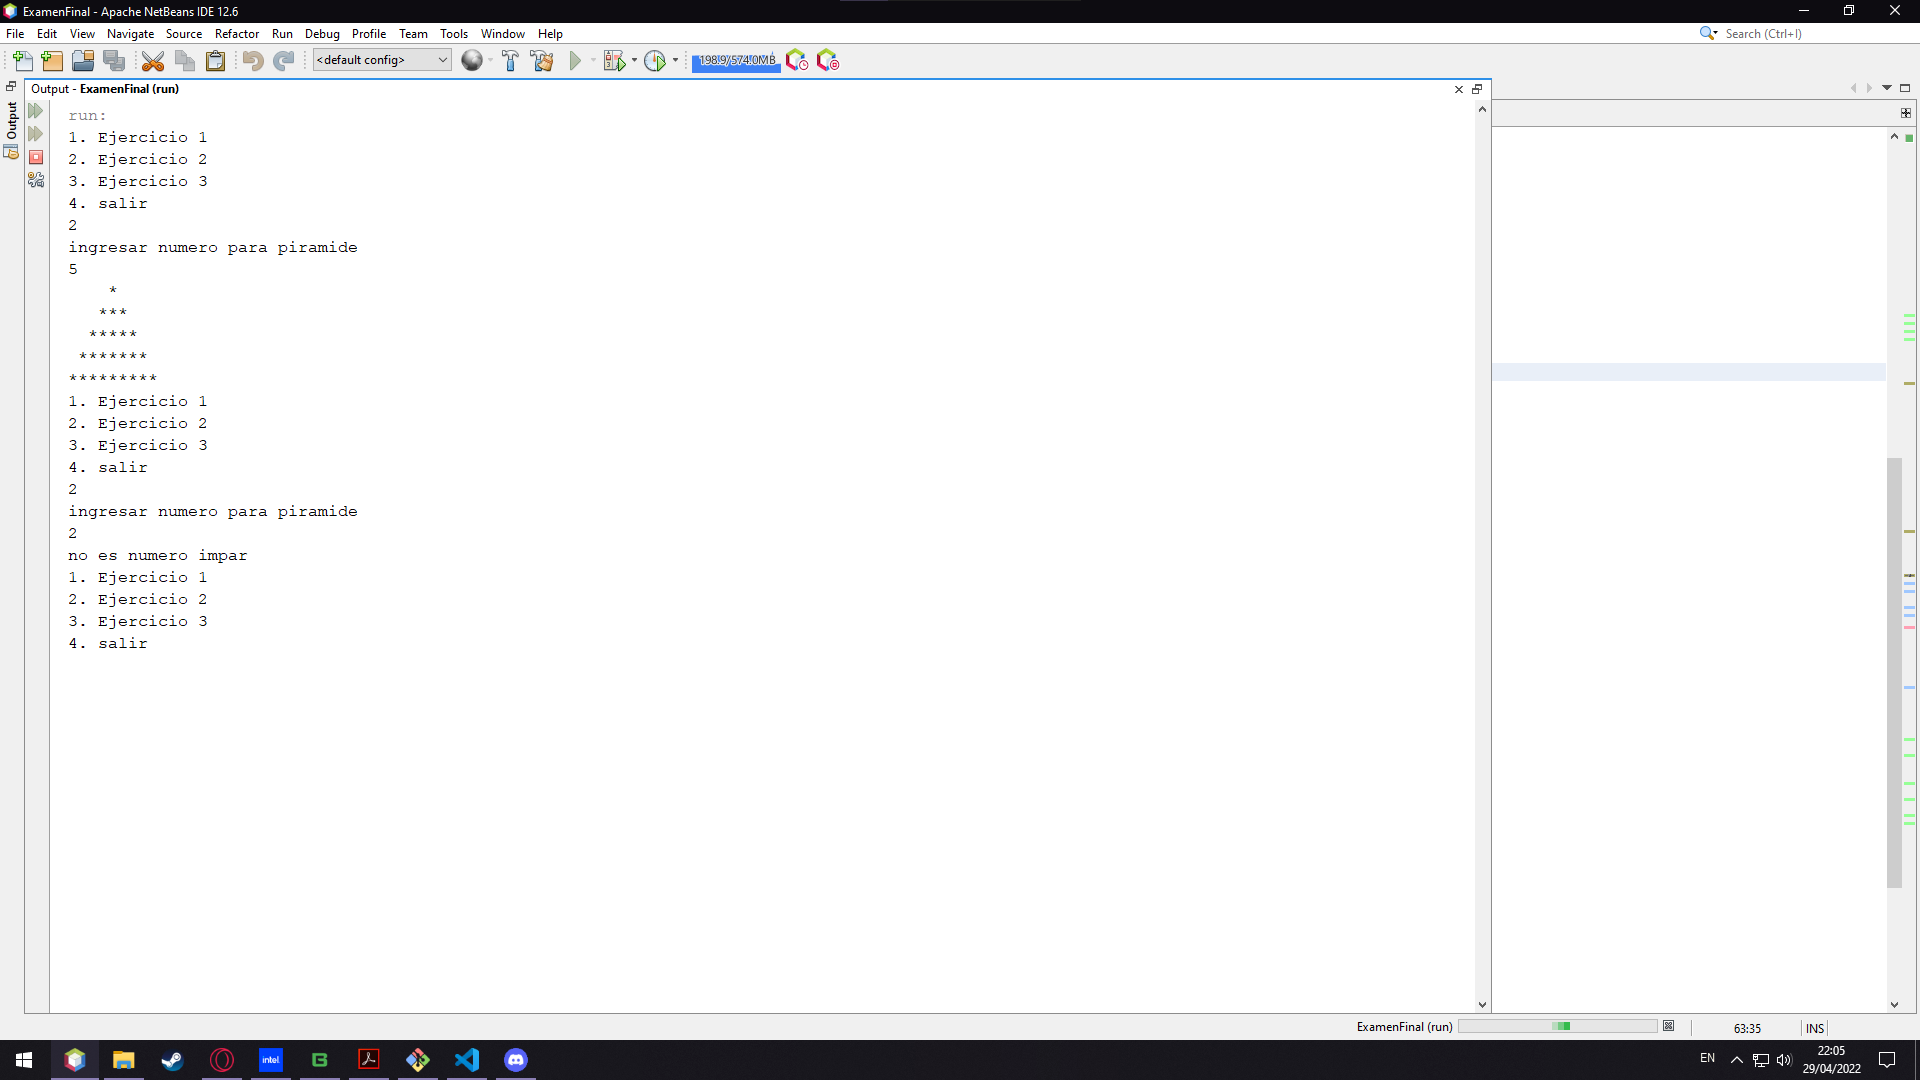 ExamenFinal - Apache NetBeans IDE 12.6
File Edit View Navigate Source Refactor Run Debug Profile Team Tools Window Help
Search (Ctrl+I)
<default config>
198.9/574.0MB
Output
Output - ExamenFinal (run)
run:
1. Ejercicio 1
2. Ejercicio 2
3. Ejercicio 3
4. salir
2
ingresar numero para piramide
5
    *
   ***
  *****
 *******
*********
1. Ejercicio 1
2. Ejercicio 2
3. Ejercicio 3
4. salir
2
ingresar numero para piramide
2
no es numero impar
1. Ejercicio 1
2. Ejercicio 2
3. Ejercicio 3
4. salir
ExamenFinal (run)
63:35
INS
intel
EN
22:05
29/04/2022